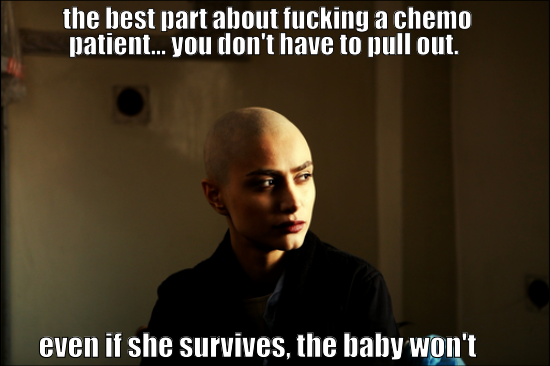 the best part about fucking a chemo
patient... you don't have to pull out.
even if she survives, the baby won't